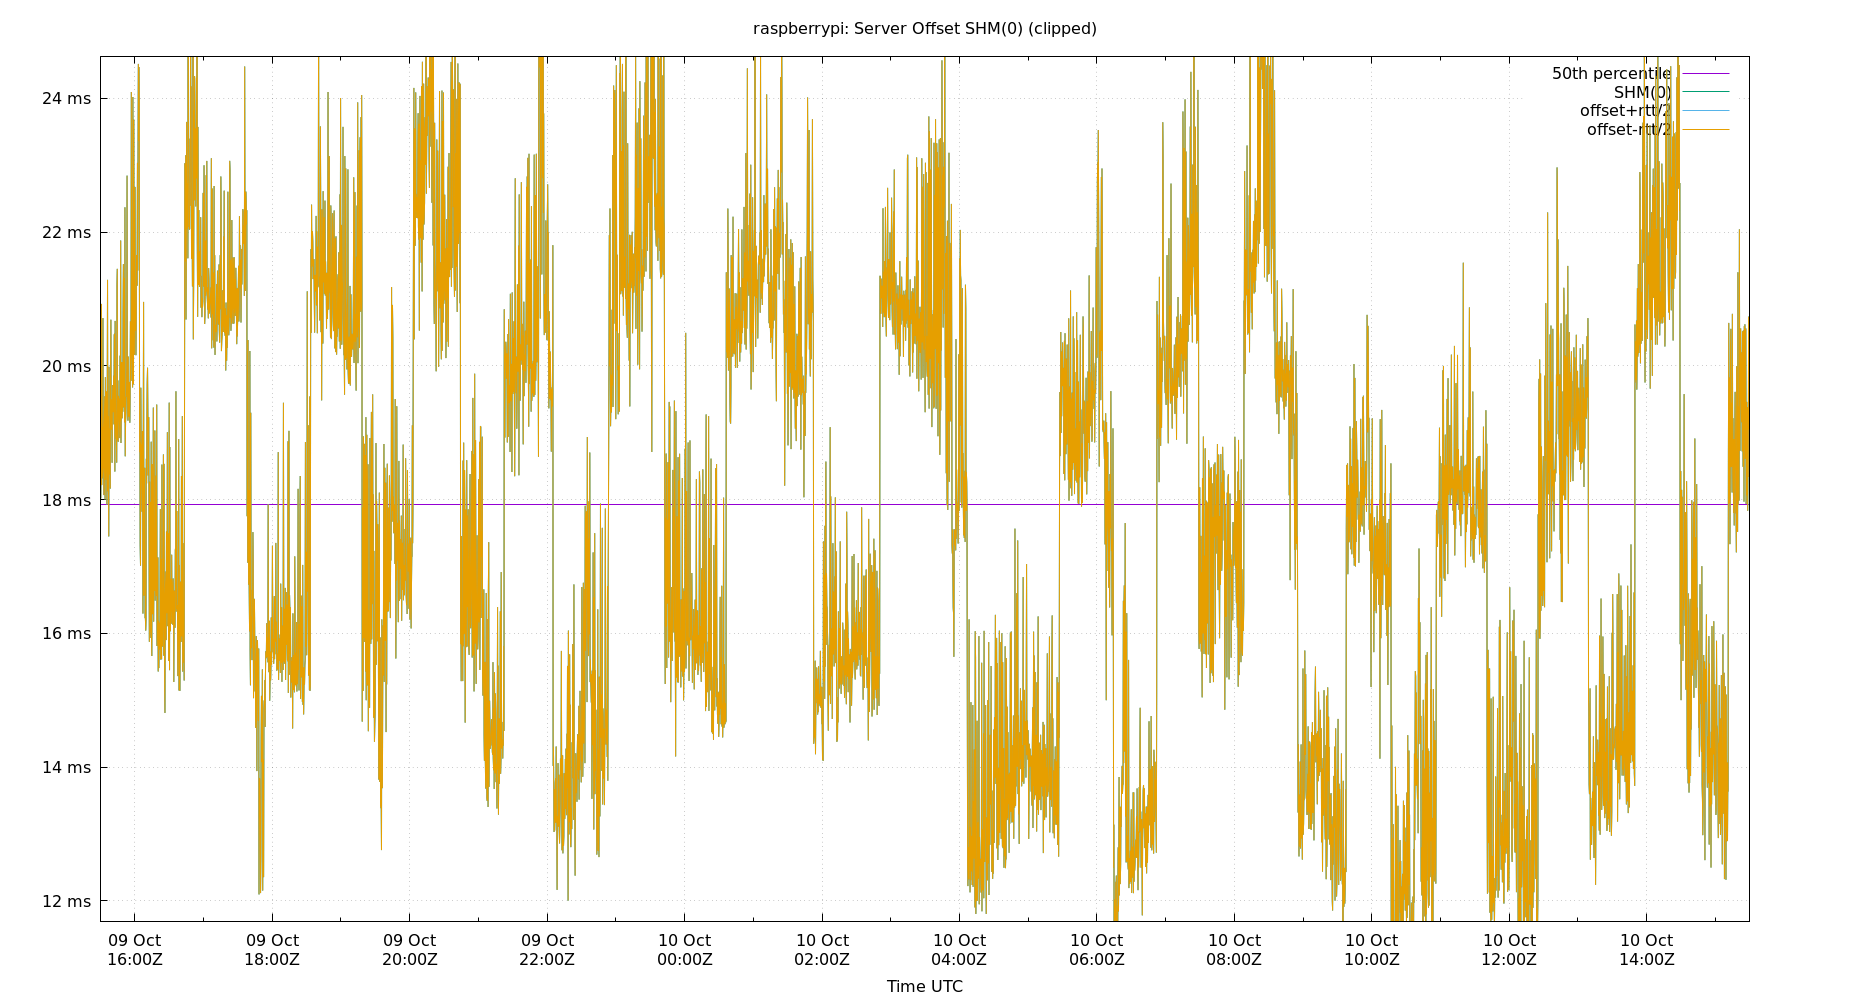 raspberrypi: Server Offset SHM(0) (clipped)
50th percentile
SHM(0)
offset+rtt/2
offset-rtt/2
24 ms
22 ms
20 ms
18 ms
16 ms
14 ms
12 ms
09 Oct 09 Oct 09 Oct 09 Oct 10 Oct 10 Oct 10 Oct 10 Oct 10 Oct 10 Oct 10 Oct 10 Oct
16:00Z 18:00Z 20:00Z 22:00Z 00:00Z 02:00Z 04:00Z 06:00Z 08:00Z 10:00Z 12:00Z 14:00Z
Time UTC